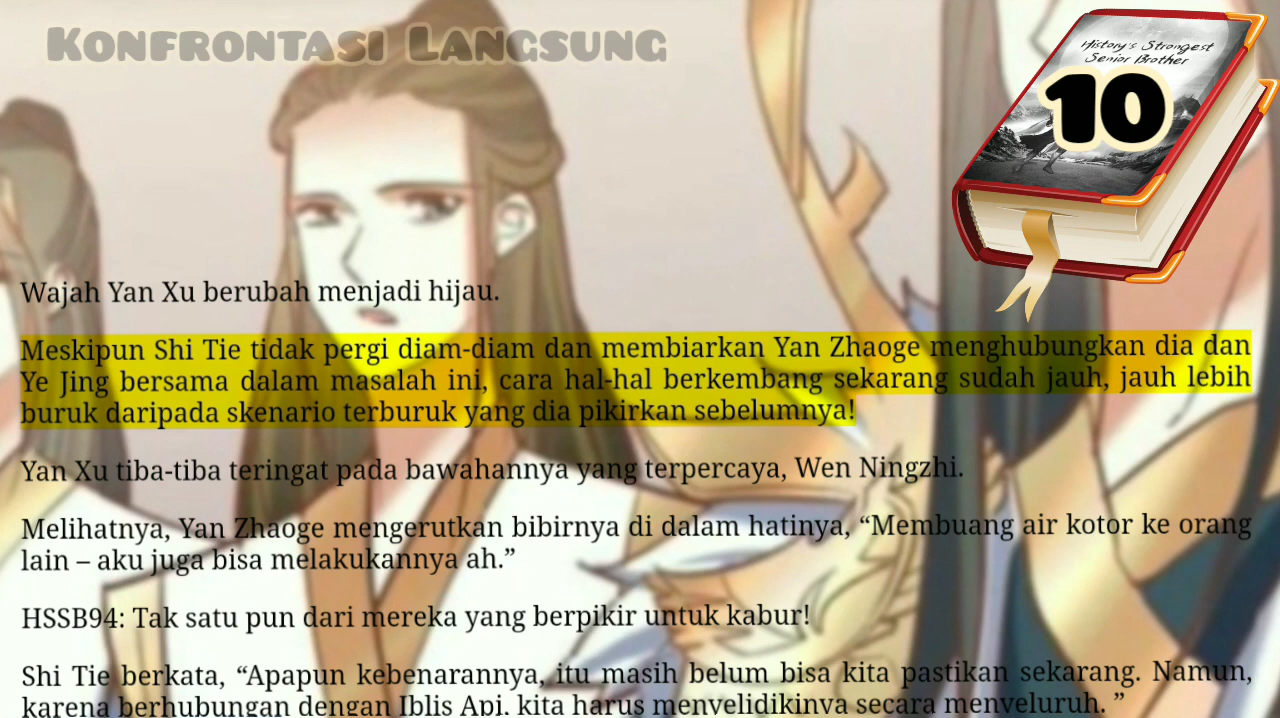 Konfrontasi Langsung
History's Strongest
Senior Brother
10
Wajah Yan Xu berubah menjadi hijau.
Meskipun Shi Tie tidak pergi diam-diam dan membiarkan Yan Zhaoge menghubungkan dia dan
Ye Jing bersama dalam masalah ini, cara hal-hal berkembang sekarang sudah jauh, jauh lebih
buruk daripada skenario terburuk yang dia pikirkan sebelumnya!
Yan Xu tiba-tiba teringat pada bawahannya yang terpercaya, Wen Ningzhi.
Melihatnya, Yan Zhaoge mengerutkan bibirnya di dalam hatinya, “Membuang air kotor ke orang
lain – aku juga bisa melakukannya ah.”
HSSB94: Tak satu pun dari mereka yang berpikir untuk kabur!
Shi Tie berkata, “Apapun kebenarannya, itu masih belum bisa kita pastikan sekarang. Namun,
karena berhubungan dengan Iblis Api, kita harus menyelidikinya secara menyeluruh. ”